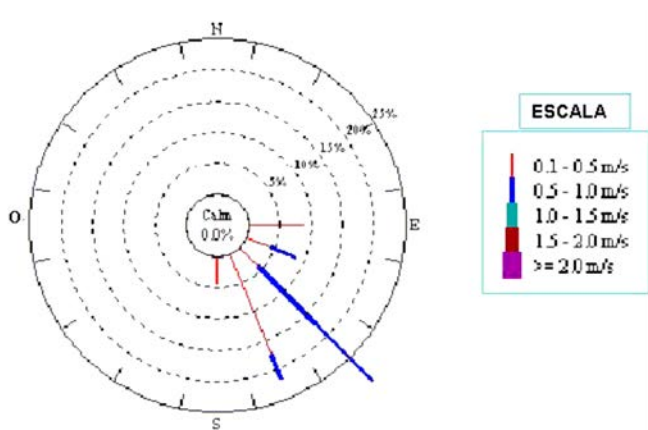 N
25%
20%
15%
10%
5%
O
Calm
0.0%
E
S
ESCALA
0.1 - 0.5 m/s
0.5 - 1.0 m/s
1.0 - 1.5 m/s
1.5 - 2.0 m/s
>= 2.0 m/s